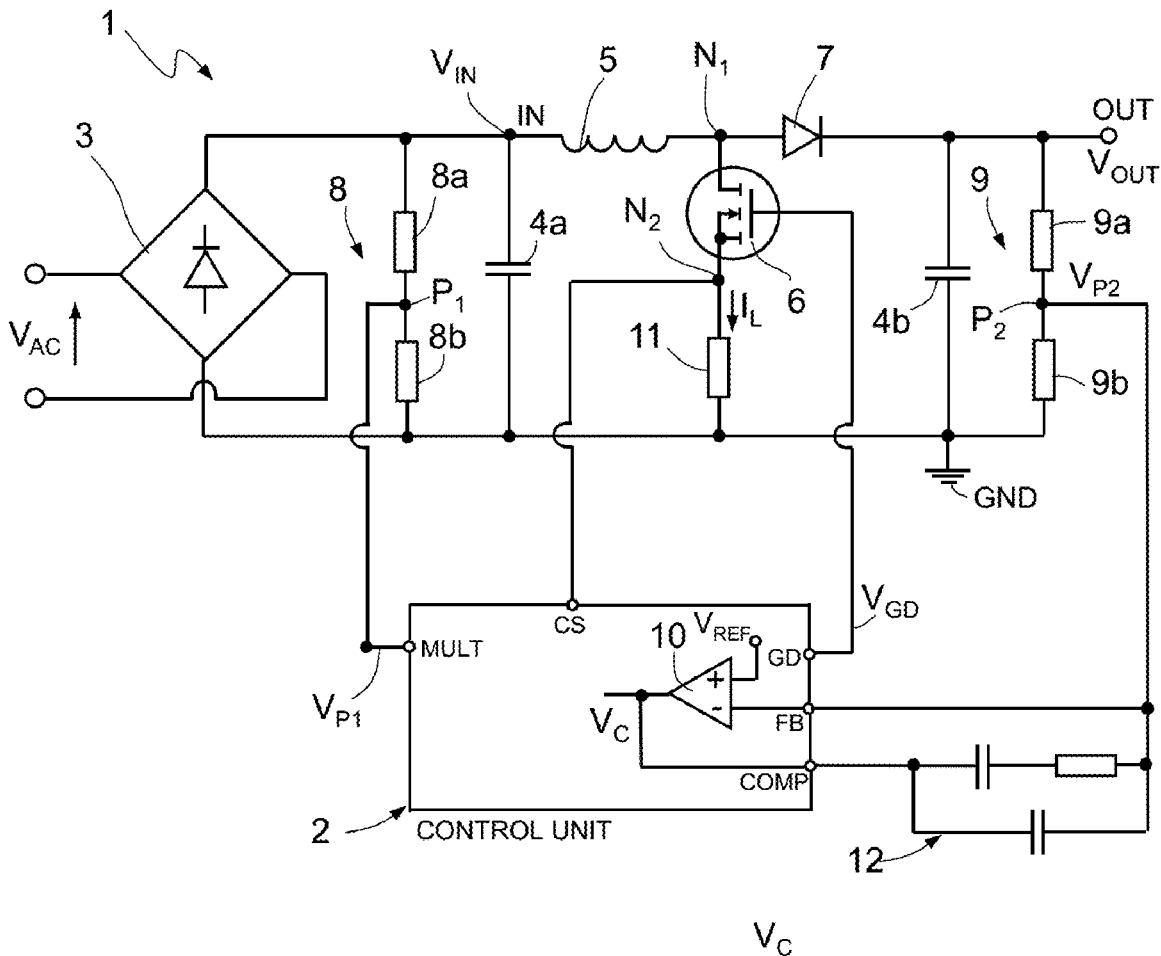 1
V_IN
IN
5
N_1
7
OUT
V_OUT
3
8
8a
4a
N_2
6
9
9a
V_P2
V_AC
P_1
8b
I_L
11
4b
P_2
9b
GND
V_GD
CS
MULT
10
V_REF
GD
+
-
V_P1
V_C
FB
COMP
2
CONTROL UNIT
12
V_C